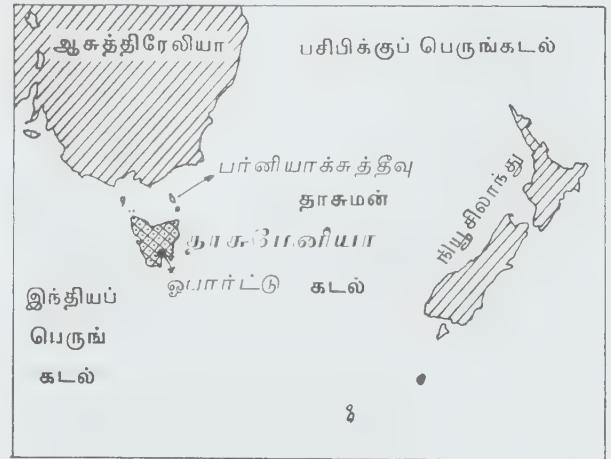 ஆசுத்திரேலியா
பசிபிக்குப் பெருங்கடல்
பர்னியாக்சுத்தீவு
தாசுமன்
தாசுமேனியா
ஓபார்ட்டு
கடல்
நியூசிலாந்து
இந்தியப்
பெருங்
கடல்